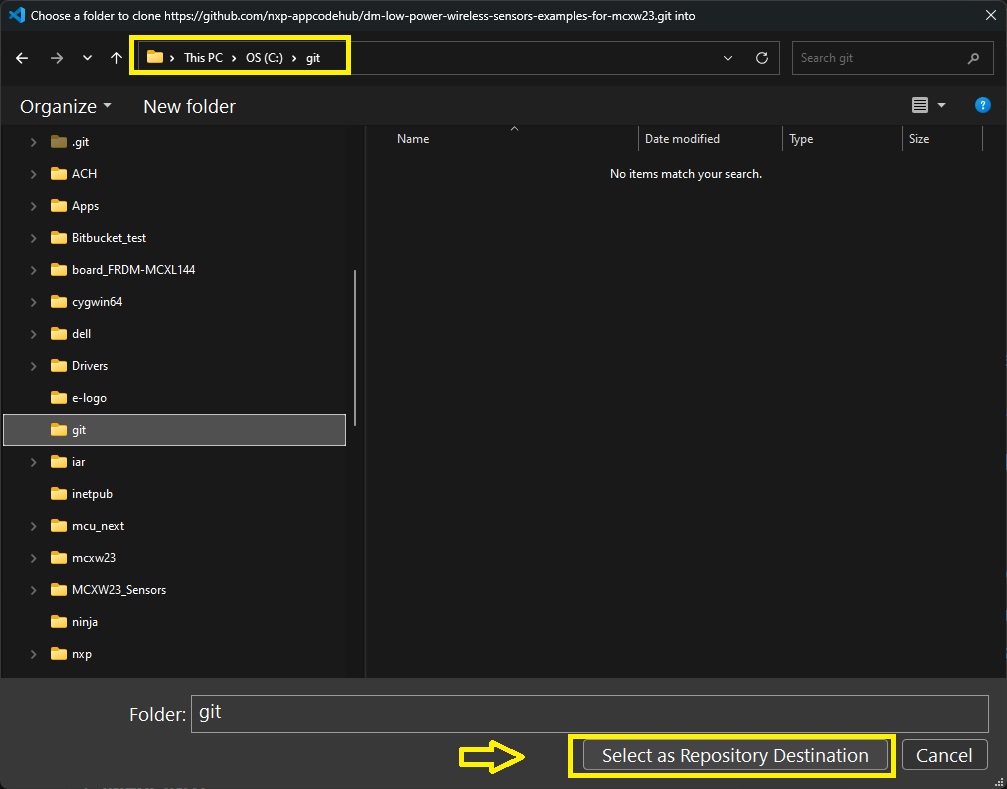 Choose a folder to clone https://github.com/nxp-appcodehub/dm-low-power-wireless-sensors-examples-for-mcxw23.git into
This PC > OS (C:) > git
Search git
Organize
New folder
?
Name
Date modified
Type
Size
No items match your search.
.git
ACH
Apps
Bitbucket_test
board_FRDM-MCXL144
cygwin64
dell
Drivers
e-logo
git
iar
inetpub
mcu_next
mcxw23
MCXW23_Sensors
ninja
nxp
Folder: git
Select as Repository Destination
Cancel